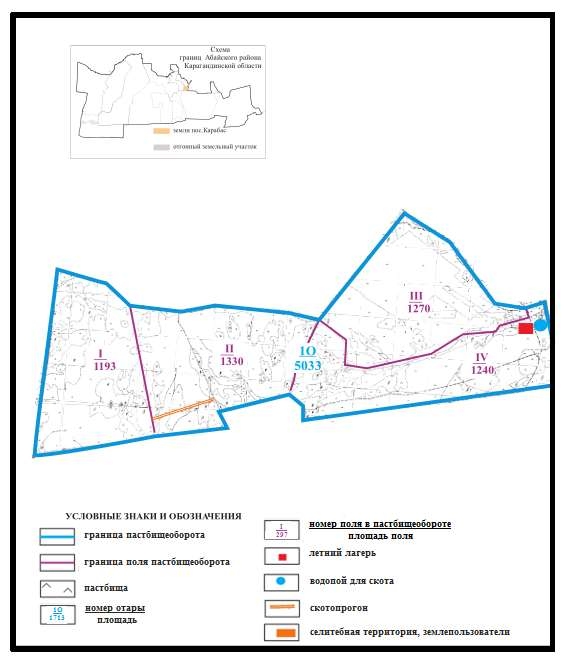 Схема
границ Абайского района
Карагандинской области
земли пос.Карабас
отгонный земельный участок
III
1270
I
1193
II
1330
1О
5033
IV
1240
УСЛОВНЫЕ ЗНАКИ И ОБОЗНАЧЕНИЯ
граница пастбищеоборота
граница поля пастбищеоборота
пастбища
1О
1713
номер отары
площадь
I
297
номер поля в пастбищеобороте
площадь поля
летний лагерь
водопой для скота
скотопрогон
селитебная территория, землепользователи